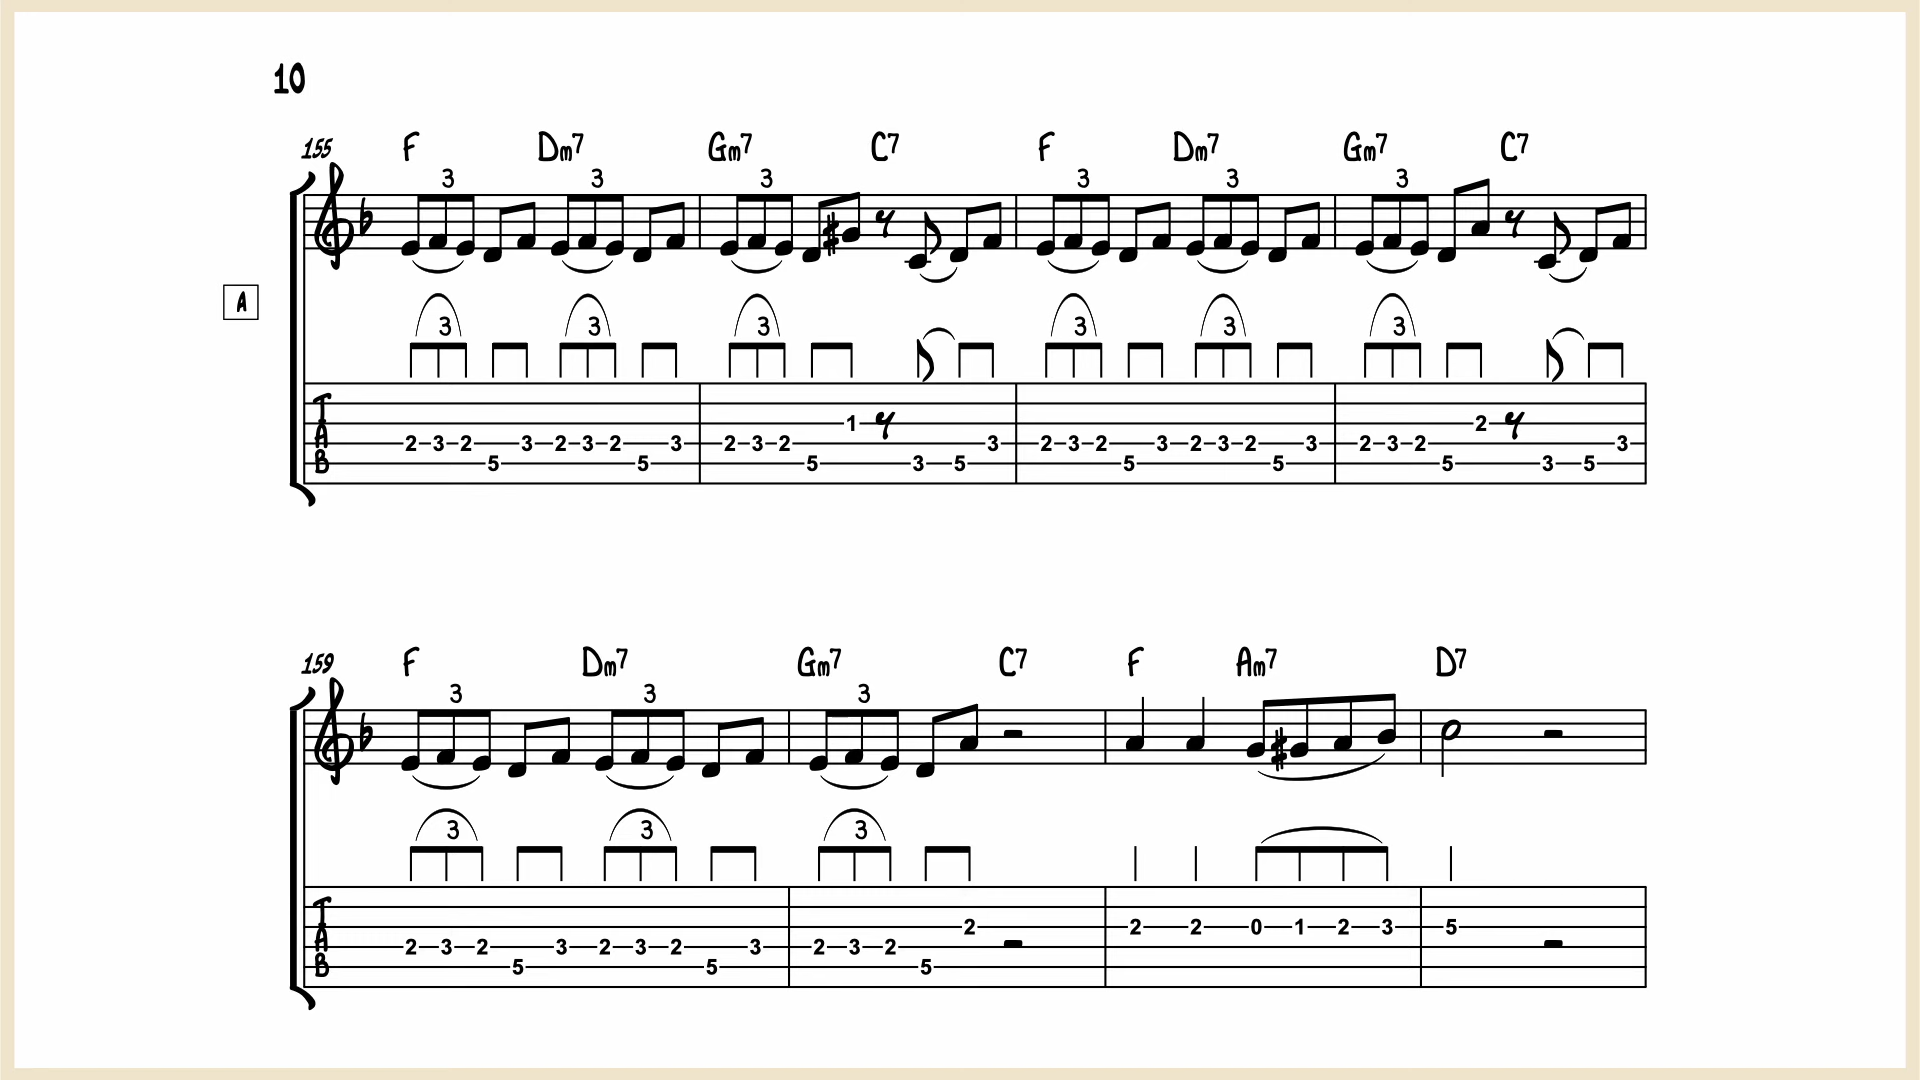 10
155 F Dm7 Gm7 C7 F Dm7 Gm7 C7
3 3 3 3 3 3
A
3 3 3 3 3 3
T 1 2
A 2 3 2 3 2 3 2 3 2 3 2 3 2 3 2 3 2 3 2 3 2 3 2 3
B 5 5 5 3 5 5 5 5 3 5
159 F Dm7 Gm7 C7 F Am7 D7
3 3 3
3 3 3
T 2 2 2 0 1 2 3 5
A 2 3 2 3 2 3 2 3 2 3 2
B 5 5 5